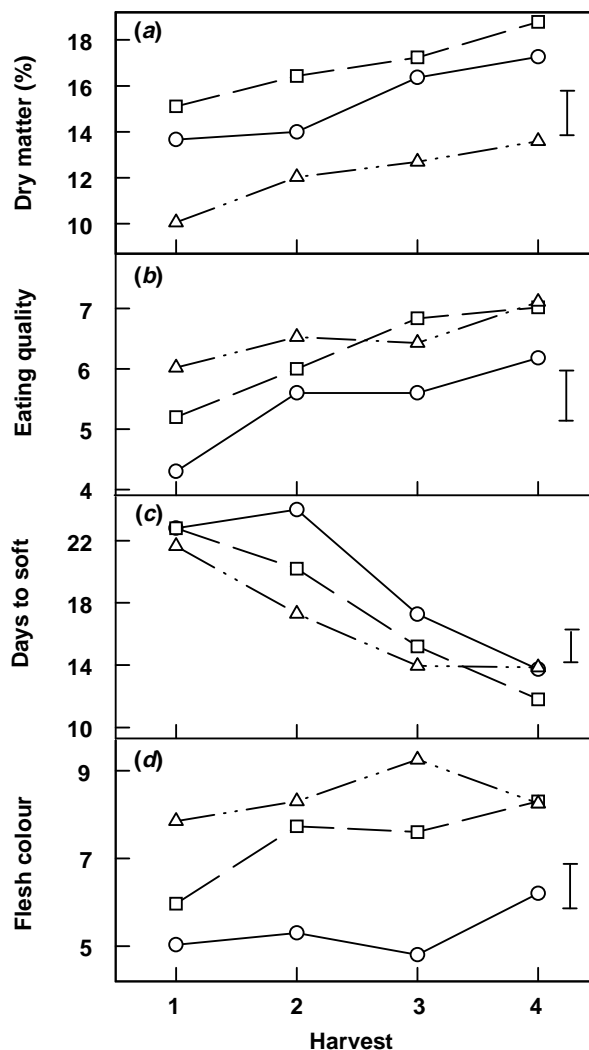 (a)
Dry matter (%)
18
16
14
12
10
(b)
Eating quality
7
6
5
4
(c)
Days to soft
22
18
14
10
(d)
Flesh colour
9
7
5
1 2 3 4
Harvest